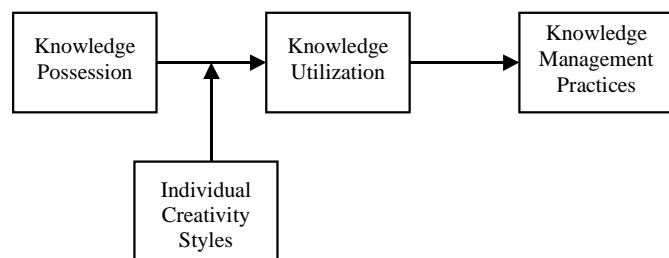 Knowledge
Possession
Knowledge
Utilization
Knowledge
Management
Practices
Individual
Creativity
Styles